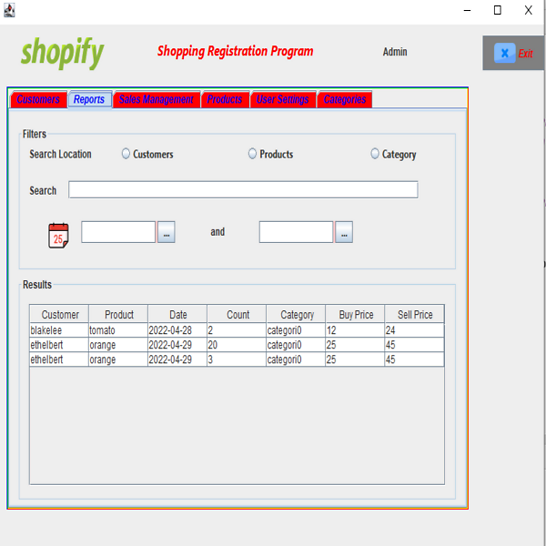 shopify
Shopping Registration Program
Admin
X Exit
Customers Reports Sales Management Products User Settings Categories
Filters
Search Location Customers Products Category
Search
25 ... and ...
Results
Customer Product Date Count Category Buy Price Sell Price
blakelee tomato 2022-04-28 2 categori0 12 24
ethelbert orange 2022-04-29 20 categori0 25 45
ethelbert orange 2022-04-29 3 categori0 25 45